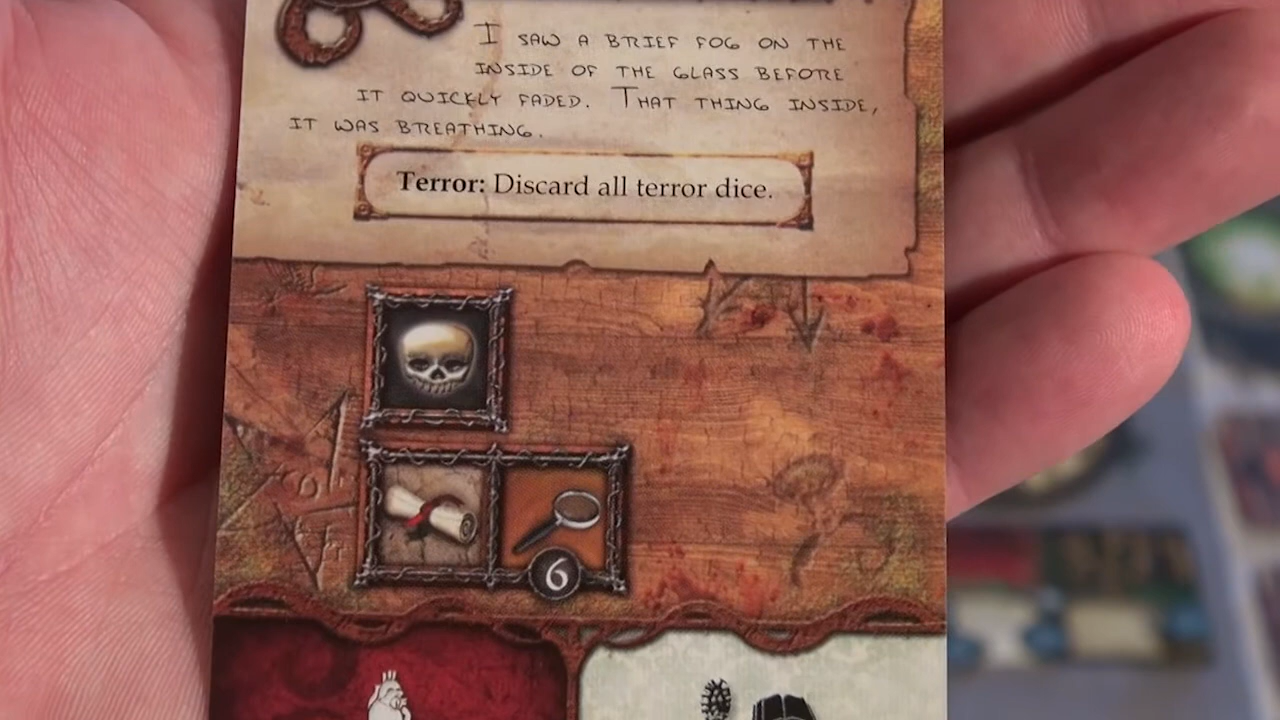 I SAW A BRIEF FOG ON THE
INSIDE OF THE GLASS BEFORE
IT QUICKLY FADED. THAT THING INSIDE,
IT WAS BREATHING.
Terror: Discard all terror dice.
6